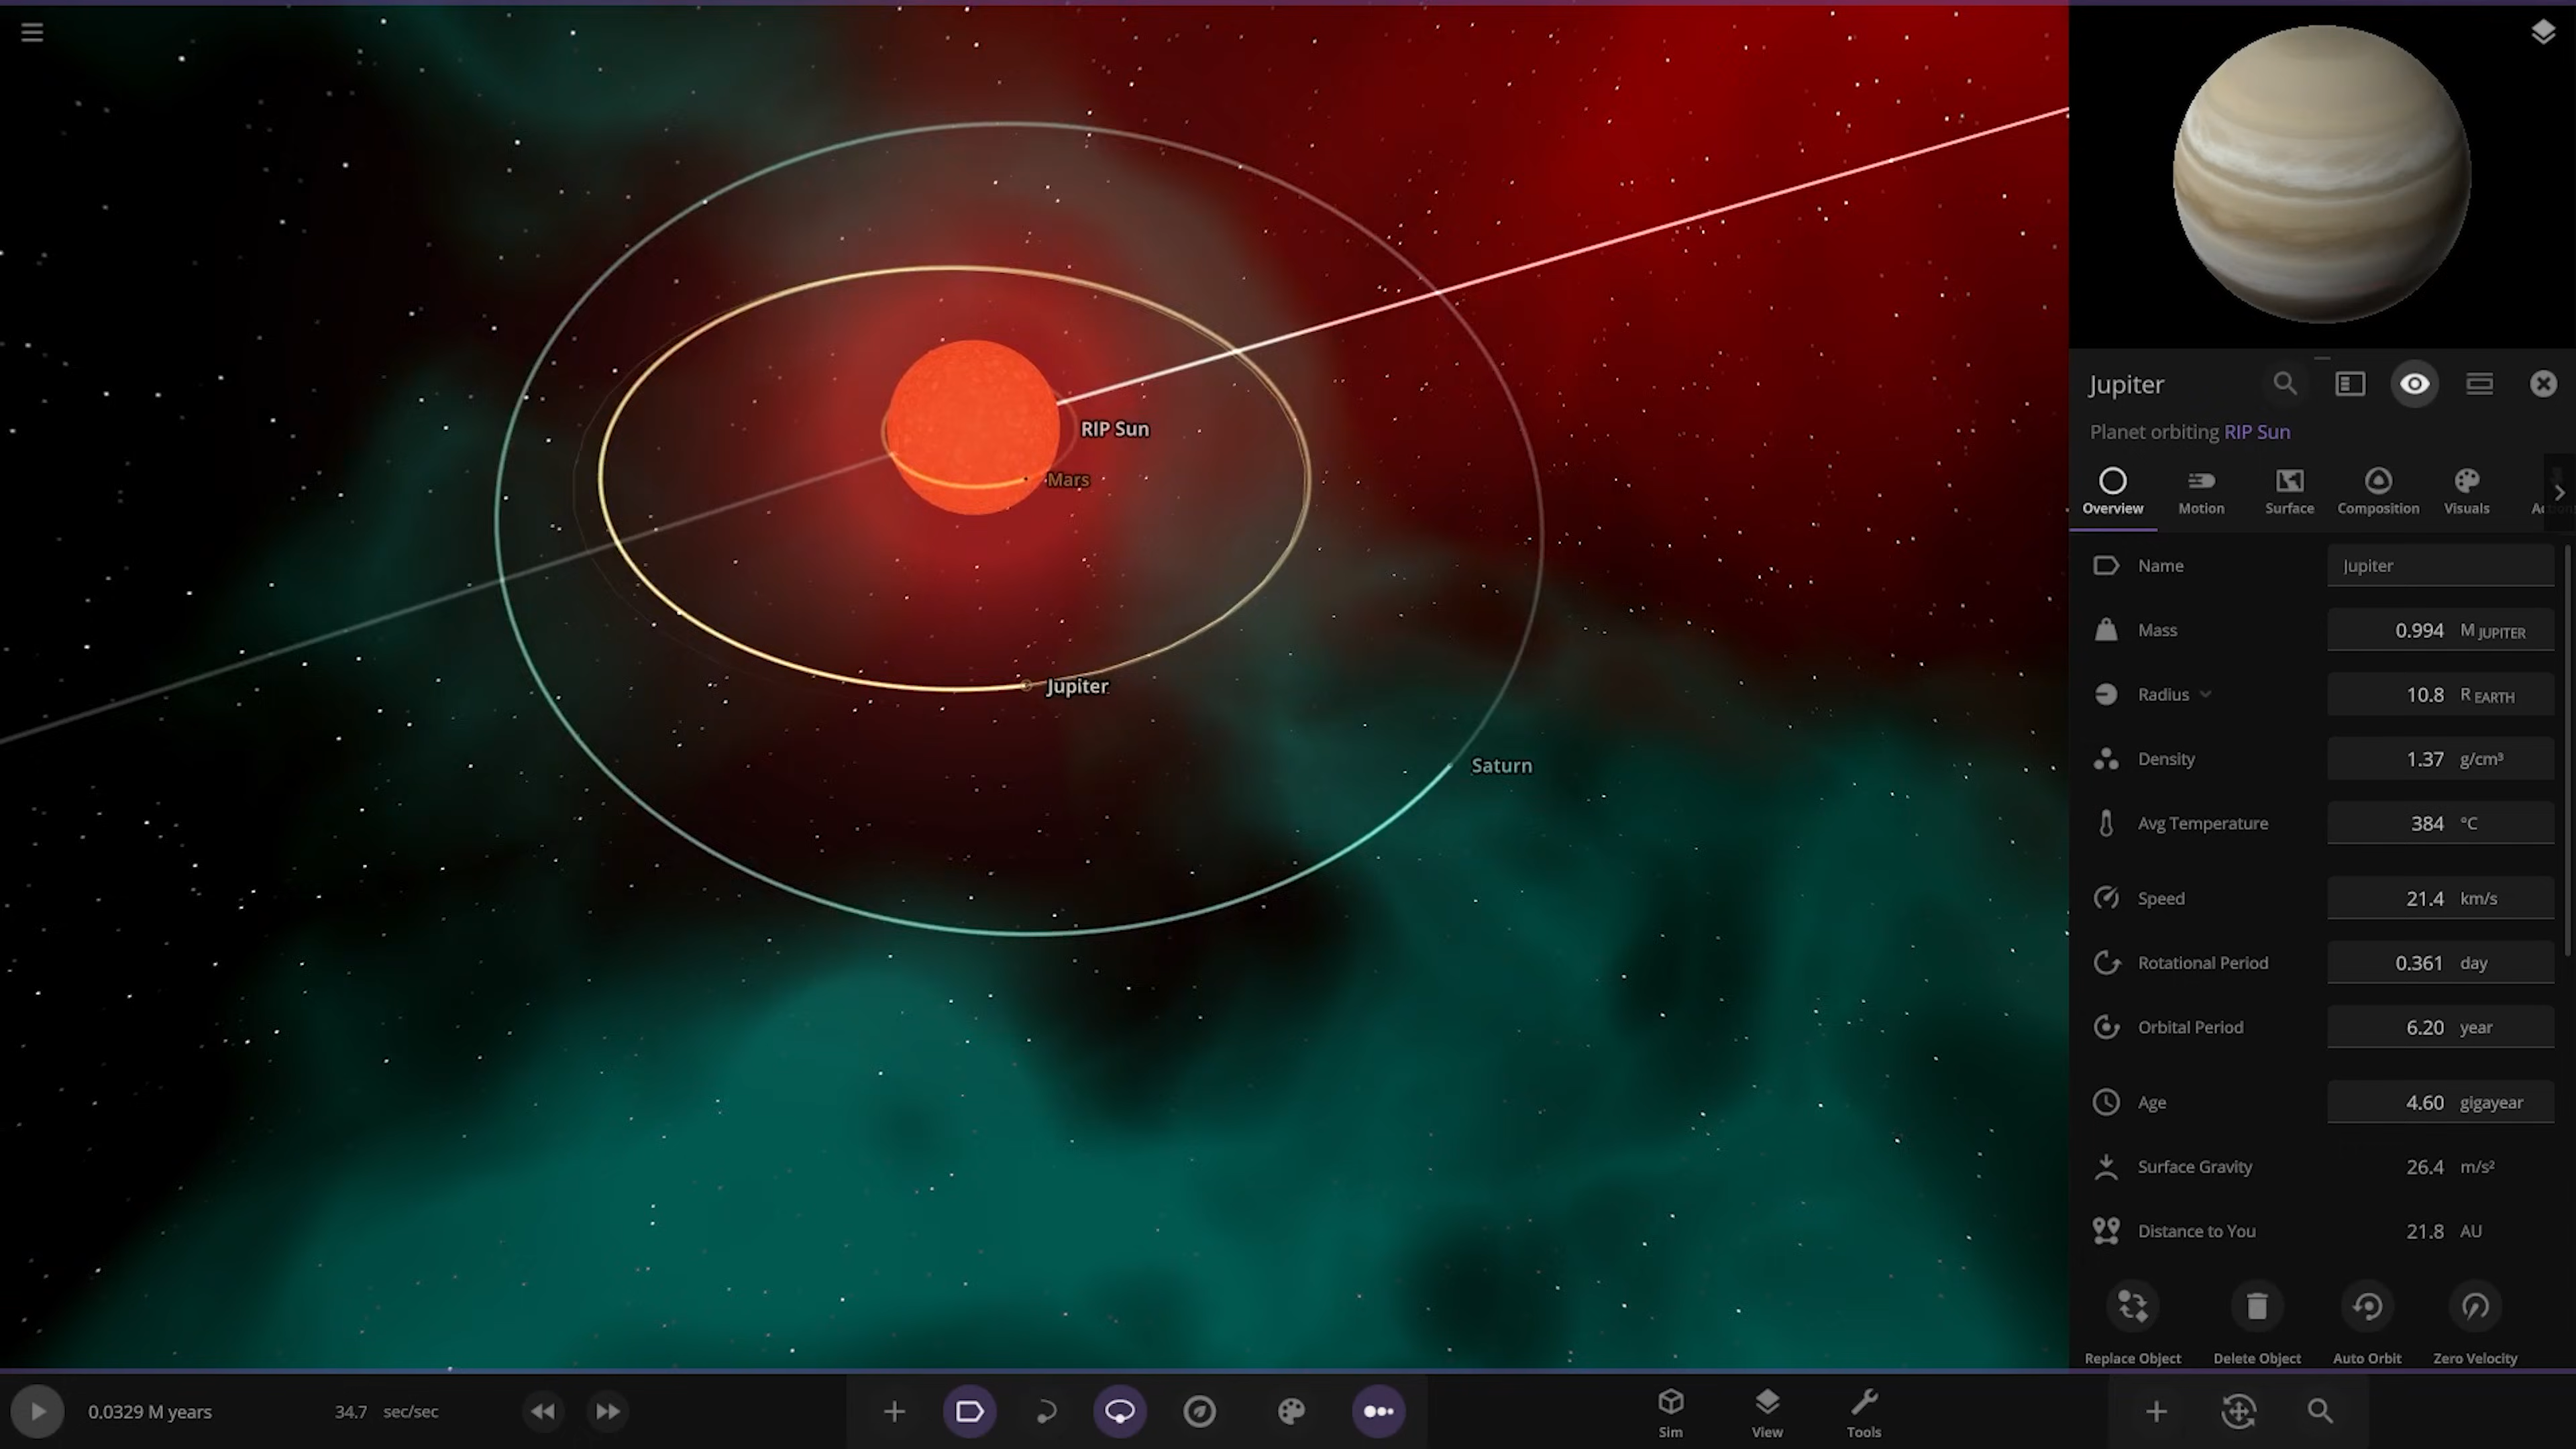 RIP Sun
Mars
Jupiter
Saturn
Jupiter
Planet orbiting RIP Sun
Overview Motion Surface Composition Visuals
Name Jupiter
Mass 0.994 M JUPITER
Radius 10.8 R EARTH
Density 1.37 g/cm³
Avg Temperature 384 °C
Speed 21.4 km/s
Rotational Period 0.361 day
Orbital Period 6.20 year
Age 4.60 gigayear
Surface Gravity 26.4 m/s²
Distance to You 21.8 AU
Replace Object Delete Object Auto Orbit Zero Velocity
0.0329 M years 34.7 sec/sec
Sim View Tools